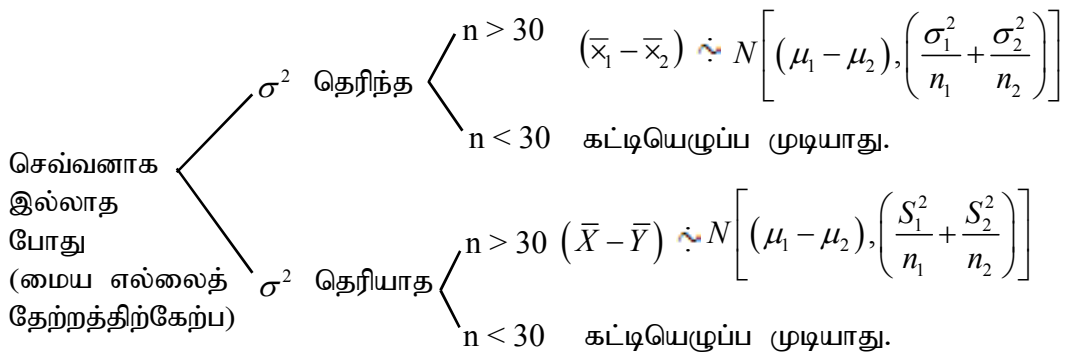 n > 30 (x̅₁ − x̅₂) ∻ N[(μ₁ − μ₂), (σ₁²/n₁ + σ₂²/n₂)]
σ² தெரிந்த
n < 30 கட்டியெழுப்ப முடியாது.
செவ்வனாக
இல்லாத
போது
(மைய எல்லைத்
தேற்றத்திற்கேற்ப)
n > 30 (X̅ − Y̅) ∻ N[(μ₁ − μ₂), (S₁²/n₁ + S₂²/n₂)]
σ² தெரியாத
n < 30 கட்டியெழுப்ப முடியாது.